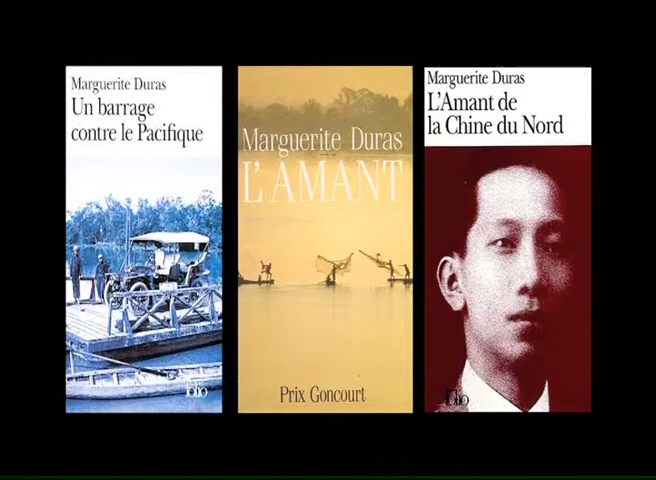 Marguerite Duras
Un barrage
contre le Pacifique
folio
Marguerite Duras
L'AMANT
Prix Goncourt
Marguerite Duras
L'Amant de
la Chine du Nord
folio